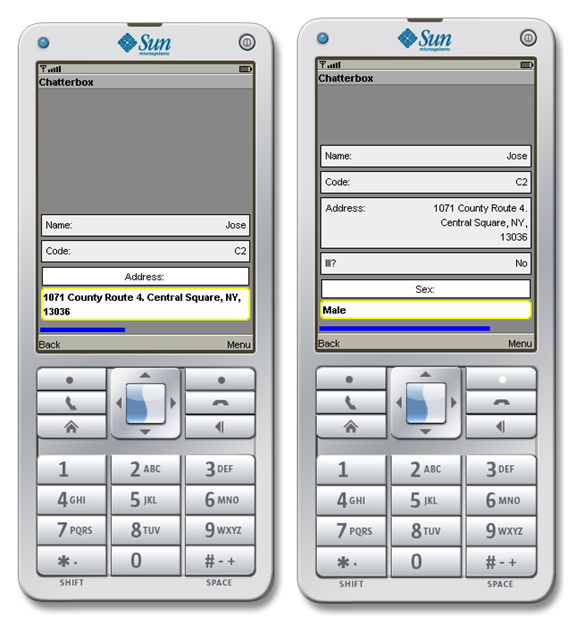 Sun
microsystems
Chatterbox
Name: Jose
Code: C2
Address:
1071 County Route 4. Central Square, NY,
13036
Back Menu
1 2 ABC 3 DEF
4 GHI 5 JKL 6 MNO
7 PQRS 8 TUV 9 WXYZ
* . 0 # - +
SHIFT SPACE
Sun
microsystems
Chatterbox
Name: Jose
Code: C2
Address: 1071 County Route 4.
Central Square, NY,
13036
Ill? No
Sex:
Male
Back Menu
1 2 ABC 3 DEF
4 GHI 5 JKL 6 MNO
7 PQRS 8 TUV 9 WXYZ
* . 0 # - +
SHIFT SPACE